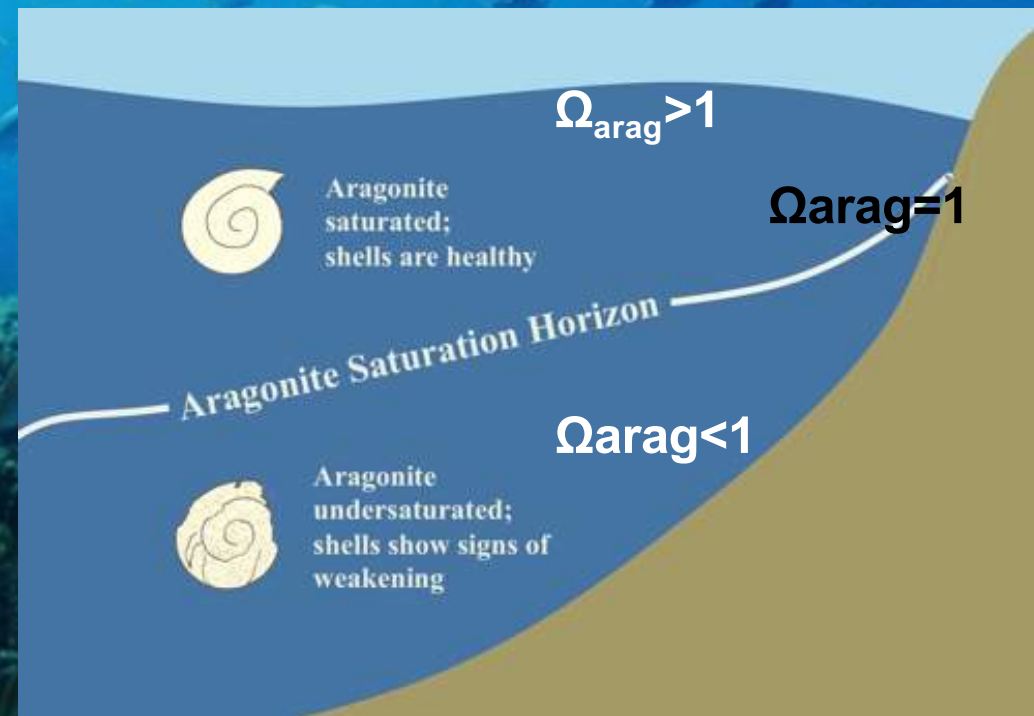 Ωarag>1
Aragonite
saturated;
shells are healthy
Ωarag=1
Aragonite Saturation Horizon
Ωarag<1
Aragonite
undersaturated;
shells show signs of
weakening